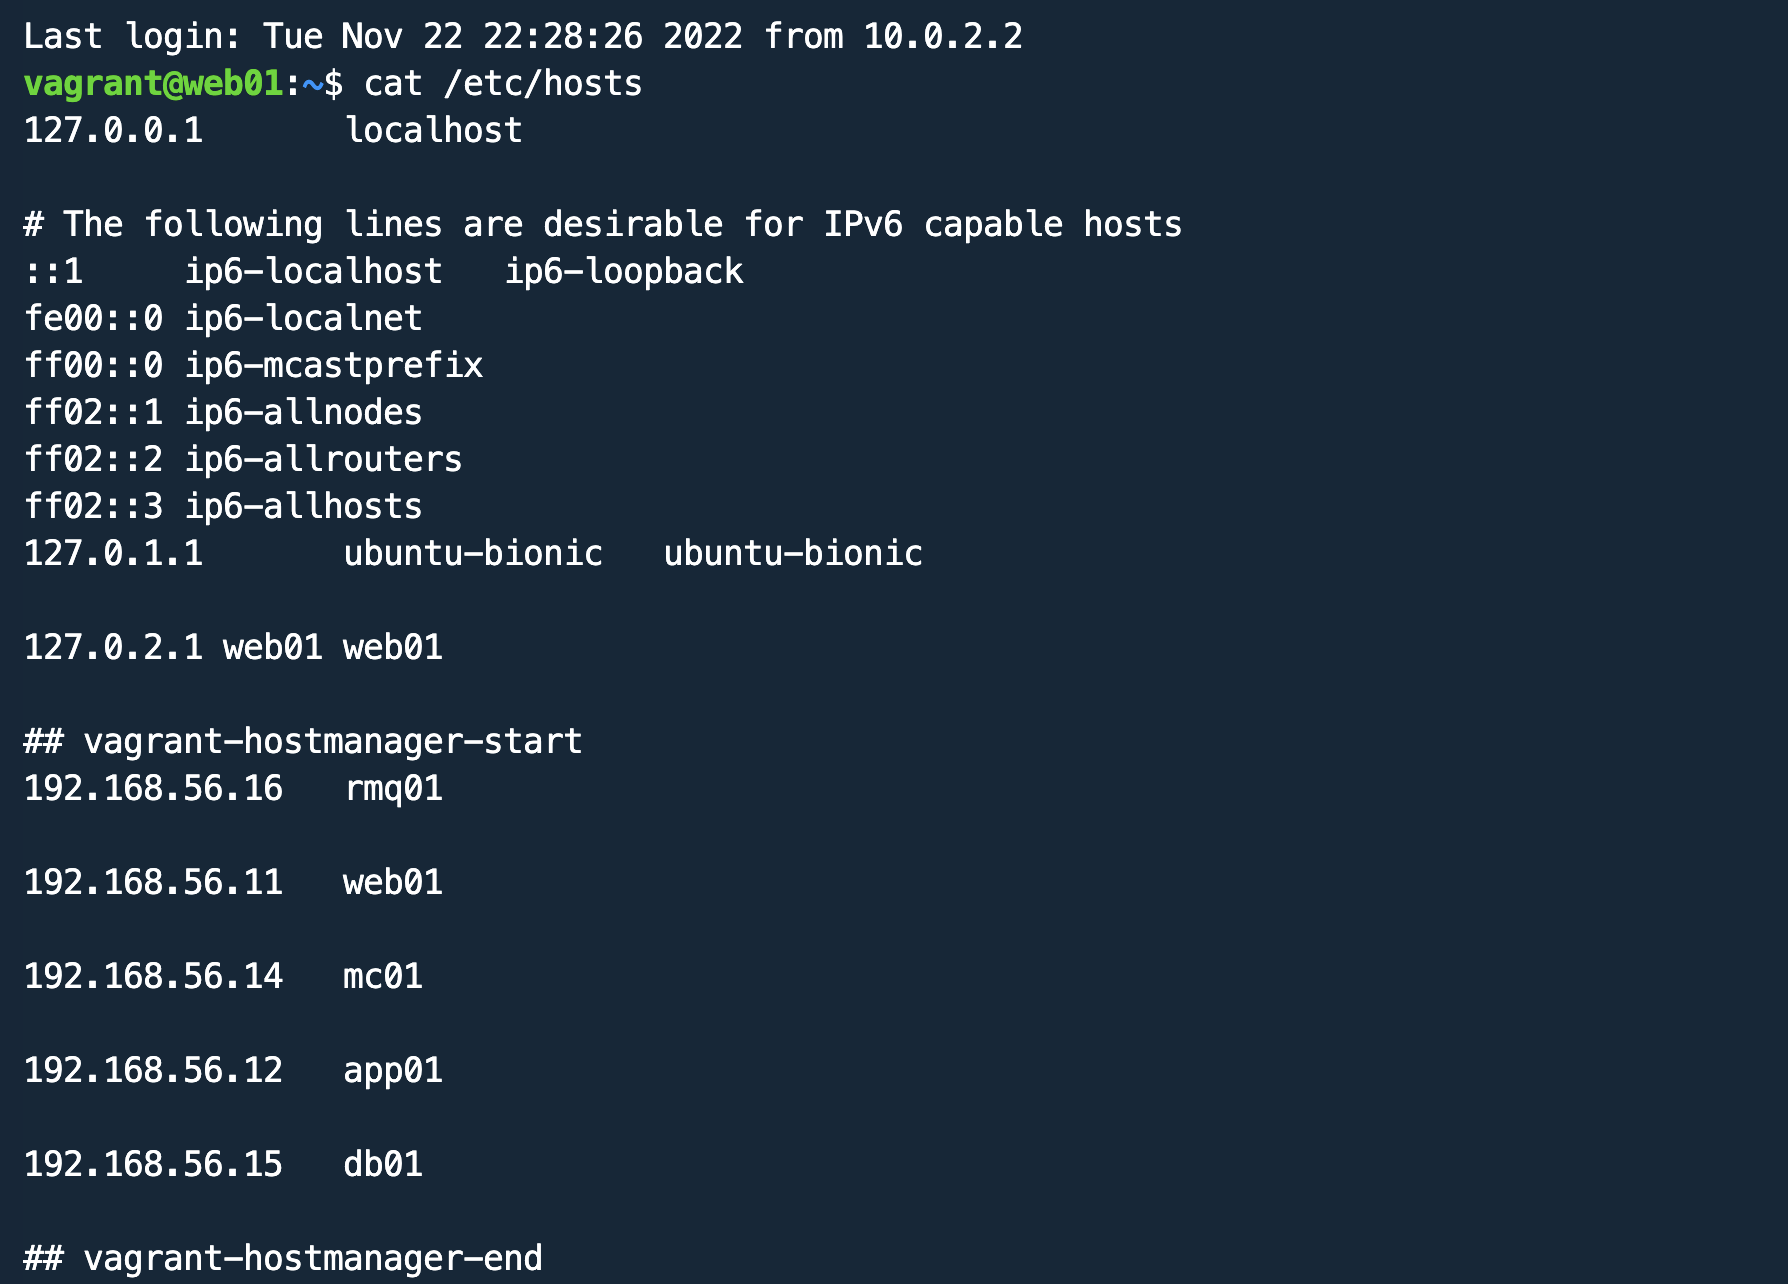 Last login: Tue Nov 22 22:28:26 2022 from 10.0.2.2
vagrant@web01:~$ cat /etc/hosts
127.0.0.1       localhost

# The following lines are desirable for IPv6 capable hosts
::1     ip6-localhost   ip6-loopback
fe00::0 ip6-localnet
ff00::0 ip6-mcastprefix
ff02::1 ip6-allnodes
ff02::2 ip6-allrouters
ff02::3 ip6-allhosts
127.0.1.1       ubuntu-bionic   ubuntu-bionic

127.0.2.1 web01 web01

## vagrant-hostmanager-start
192.168.56.16   rmq01

192.168.56.11   web01

192.168.56.14   mc01

192.168.56.12   app01

192.168.56.15   db01

## vagrant-hostmanager-end